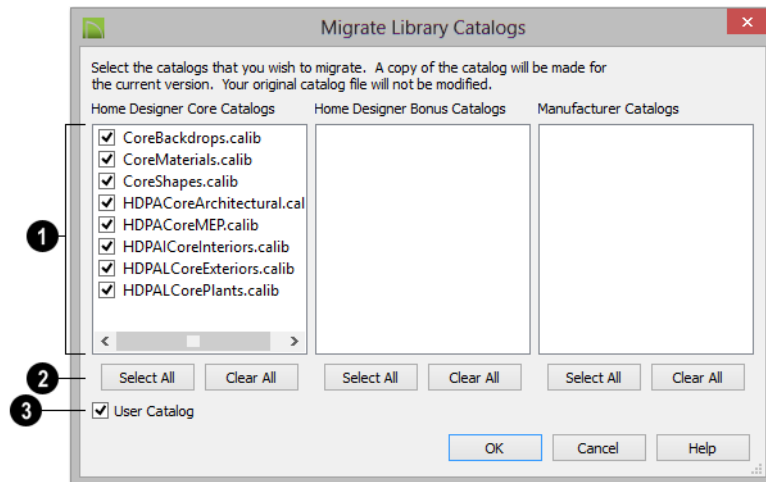 Migrate Library Catalogs
Select the catalogs that you wish to migrate. A copy of the catalog will be made for
the current version. Your original catalog file will not be modified.
Home Designer Core Catalogs
Home Designer Bonus Catalogs
Manufacturer Catalogs
1
CoreBackdrops.calib
CoreMaterials.calib
CoreShapes.calib
HDPACoreArchitectural.cal
HDPACoreMEP.calib
HDPAICoreInteriors.calib
HDPALCoreExteriors.calib
HDPALCorePlants.calib
2
Select All
Clear All
Select All
Clear All
Select All
Clear All
3
User Catalog
OK
Cancel
Help